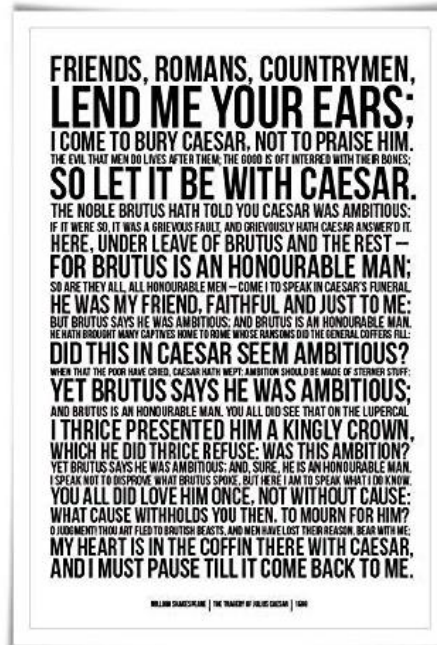 FRIENDS, ROMANS, COUNTRYMEN,
LEND ME YOUR EARS;
I COME TO BURY CAESAR, NOT TO PRAISE HIM.
THE EVIL THAT MEN DO LIVES AFTER THEM; THE GOOD IS OFT INTERRED WITH THEIR BONES;
SO LET IT BE WITH CAESAR.
THE NOBLE BRUTUS HATH TOLD YOU CAESAR WAS AMBITIOUS:
IF IT WERE SO, IT WAS A GRIEVOUS FAULT, AND GRIEVOUSLY HATH CAESAR ANSWER'D IT.
HERE, UNDER LEAVE OF BRUTUS AND THE REST –
FOR BRUTUS IS AN HONOURABLE MAN;
SO ARE THEY ALL, ALL HONOURABLE MEN – COME I TO SPEAK IN CAESAR'S FUNERAL.
HE WAS MY FRIEND, FAITHFUL AND JUST TO ME:
BUT BRUTUS SAYS HE WAS AMBITIOUS; AND BRUTUS IS AN HONOURABLE MAN.
HE HATH BROUGHT MANY CAPTIVES HOME TO ROME WHOSE RANSOMS DID THE GENERAL COFFERS FILL:
DID THIS IN CAESAR SEEM AMBITIOUS?
WHEN THAT THE POOR HAVE CRIED, CAESAR HATH WEPT: AMBITION SHOULD BE MADE OF STERNER STUFF:
YET BRUTUS SAYS HE WAS AMBITIOUS;
AND BRUTUS IS AN HONOURABLE MAN. YOU ALL DID SEE THAT ON THE LUPERCAL
I THRICE PRESENTED HIM A KINGLY CROWN,
WHICH HE DID THRICE REFUSE: WAS THIS AMBITION?
YET BRUTUS SAYS HE WAS AMBITIOUS; AND, SURE, HE IS AN HONOURABLE MAN.
I SPEAK NOT TO DISPROVE WHAT BRUTUS SPOKE, BUT HERE I AM TO SPEAK WHAT I DO KNOW.
YOU ALL DID LOVE HIM ONCE, NOT WITHOUT CAUSE:
WHAT CAUSE WITHHOLDS YOU THEN, TO MOURN FOR HIM?
O JUDGMENT! THOU ART FLED TO BRUTISH BEASTS, AND MEN HAVE LOST THEIR REASON. BEAR WITH ME;
MY HEART IS IN THE COFFIN THERE WITH CAESAR,
AND I MUST PAUSE TILL IT COME BACK TO ME.
WILLIAM SHAKESPEARE | THE TRAGEDY OF JULIUS CAESAR | 1599